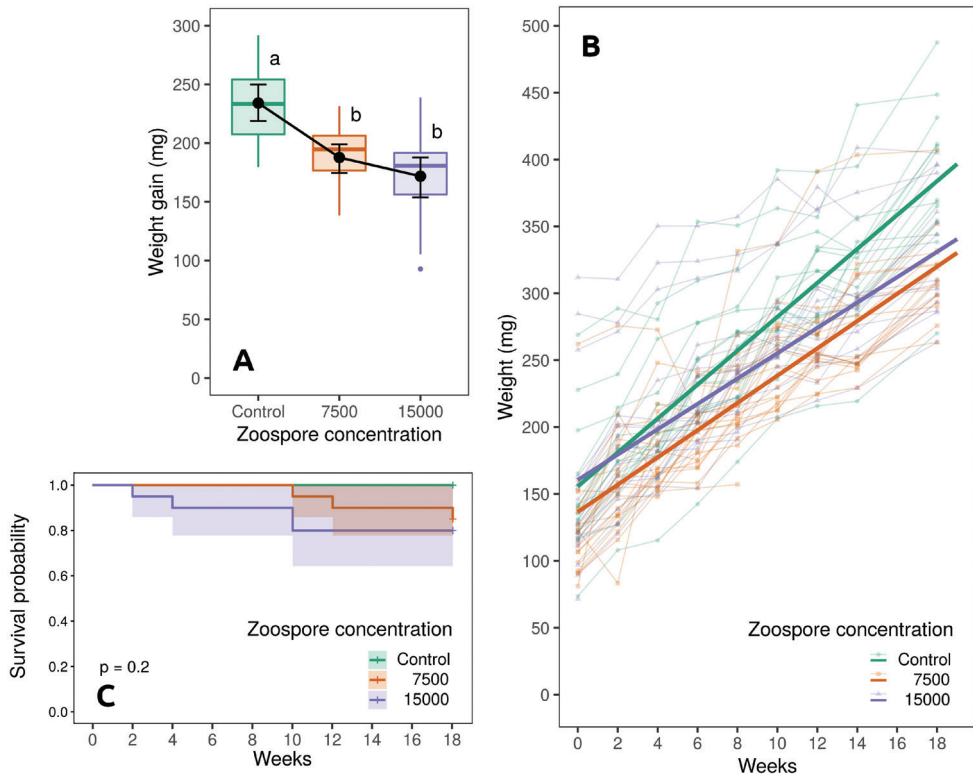 300
250
200
150
100
50
0
Weight gain (mg)
a
b
b
A
Control 7500 15000
Zoospore concentration
B
500
450
400
350
300
250
200
150
100
50
0
Weight (mg)
Zoospore concentration
Control
7500
15000
0 2 4 6 8 10 12 14 16 18
Weeks
1.0
0.8
0.6
0.4
0.2
0.0
Survival probability
p = 0.2
C
Zoospore concentration
Control
7500
15000
0 2 4 6 8 10 12 14 16 18
Weeks